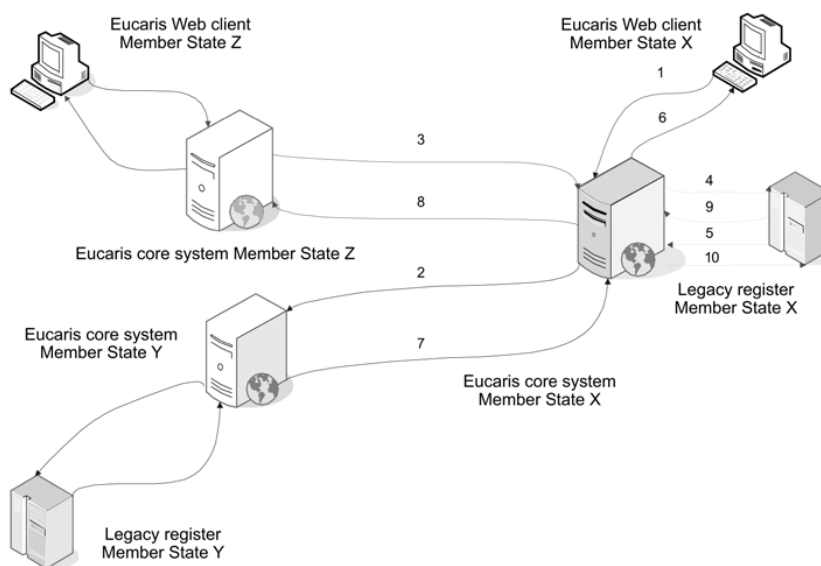 Eucaris Web client
Member State Z
Eucaris Web client
Member State X
1
6
3
4
8
9
5
10
Eucaris core system Member State Z
2
Legacy register
Member State X
Eucaris core system
Member State Y
7
Eucaris core system
Member State X
Legacy register
Member State Y